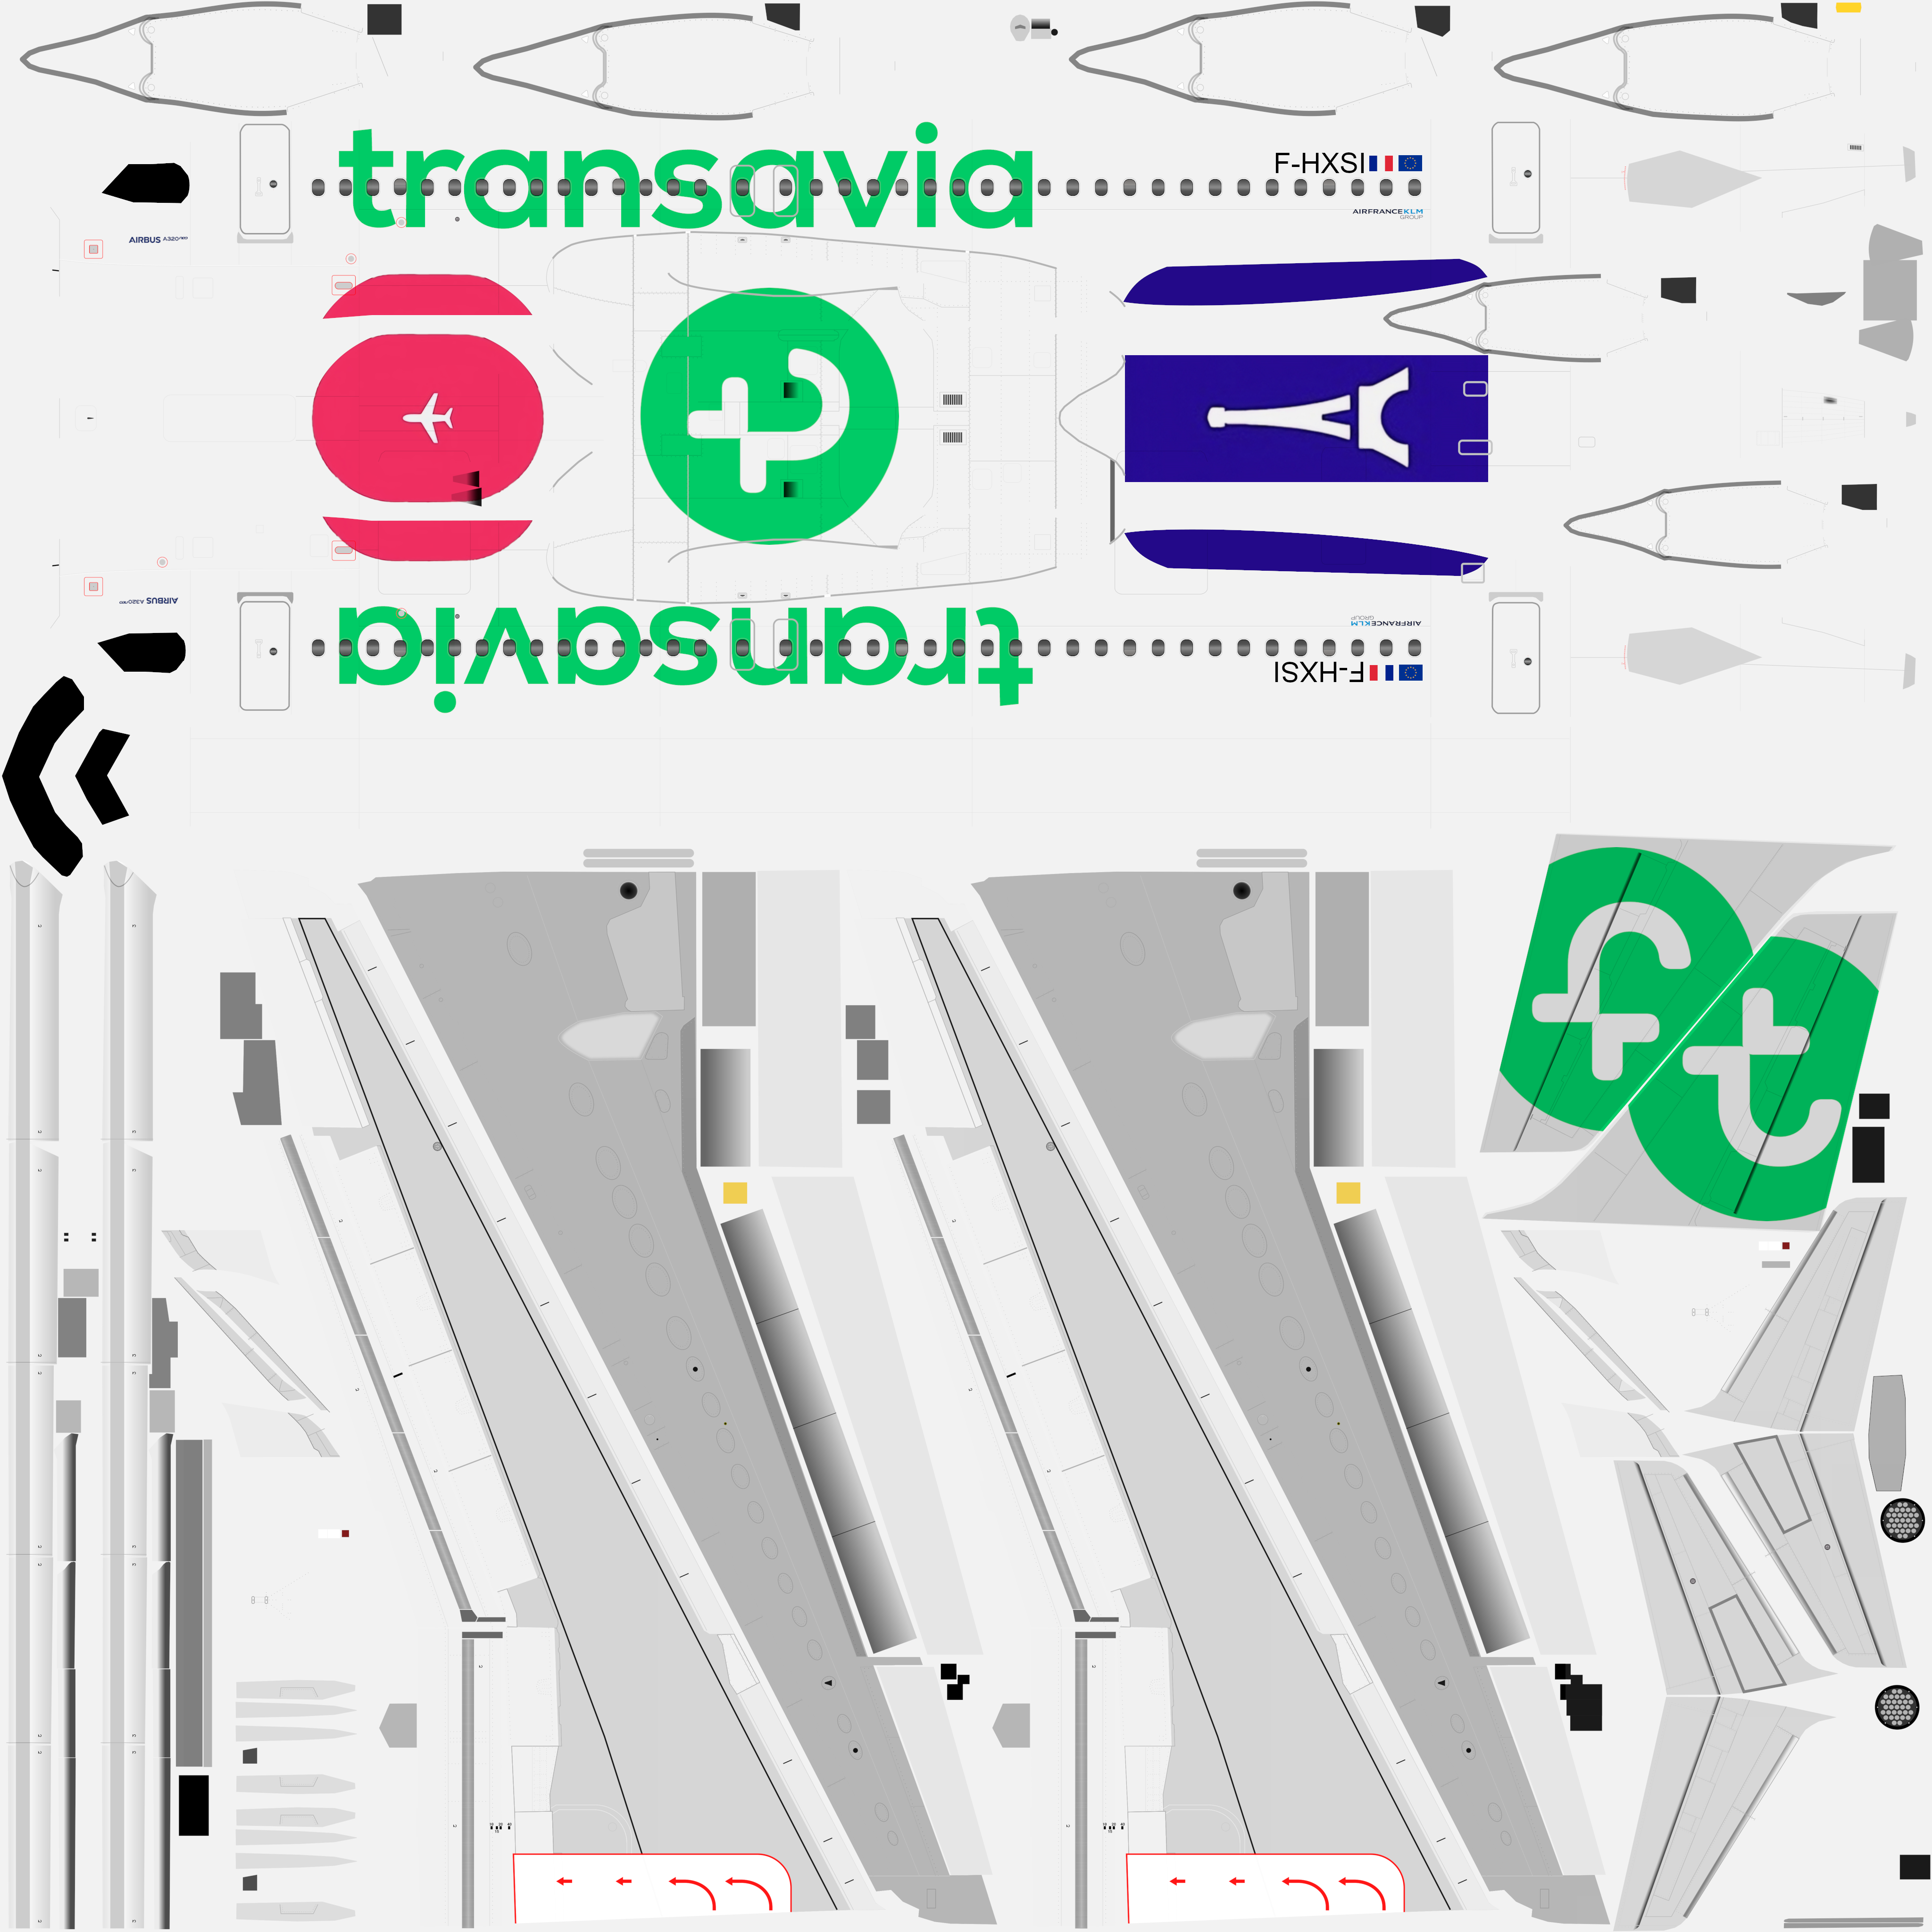 transavia
F-HXSI
AIRFRANCEKLM
GROUP
AIRBUS A320neo
t
AIRBUS A320neo
AIRFRANCEKLM
GROUP
transavia
F-HXSI
t
t